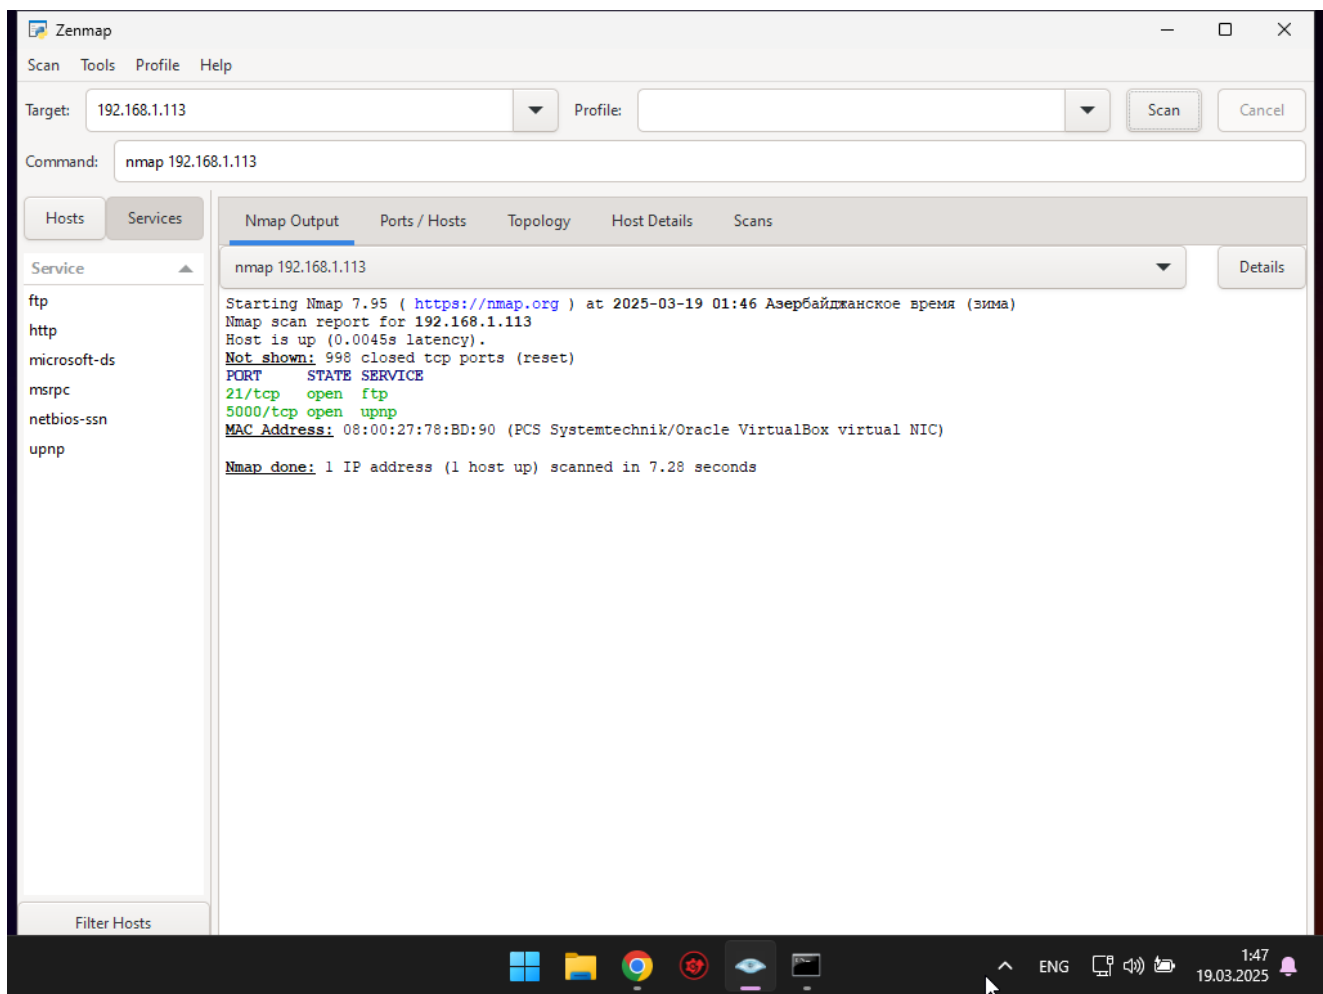 Zenmap
Scan Tools Profile Help
Target: 192.168.1.113 Profile: Scan Cancel
Command: nmap 192.168.1.113
Hosts Services
Nmap Output Ports / Hosts Topology Host Details Scans
Service
nmap 192.168.1.113 Details
ftp
http
microsoft-ds
msrpc
netbios-ssn
upnp
Starting Nmap 7.95 ( https://nmap.org ) at 2025-03-19 01:46 Азербайджанское время (зима)
Nmap scan report for 192.168.1.113
Host is up (0.0045s latency).
Not shown: 998 closed tcp ports (reset)
PORT STATE SERVICE
21/tcp open ftp
5000/tcp open upnp
MAC Address: 08:00:27:78:BD:90 (PCS Systemtechnik/Oracle VirtualBox virtual NIC)
Nmap done: 1 IP address (1 host up) scanned in 7.28 seconds
Filter Hosts
ENG
1:47
19.03.2025